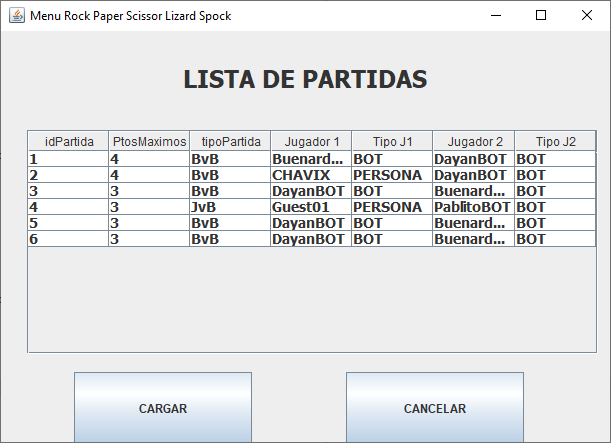 Menu Rock Paper Scissor Lizard Spock
LISTA DE PARTIDAS
idPartida PtosMaximos tipoPartida Jugador 1 Tipo J1 Jugador 2 Tipo J2
1 4 BvB Buenard... BOT DayanBOT BOT
2 4 BvB CHAVIX PERSONA DayanBOT BOT
3 3 BvB DayanBOT BOT Buenard... BOT
4 3 JvB Guest01 PERSONA PablitoBOT BOT
5 3 BvB DayanBOT BOT Buenard... BOT
6 3 BvB DayanBOT BOT Buenard... BOT
CARGAR CANCELAR